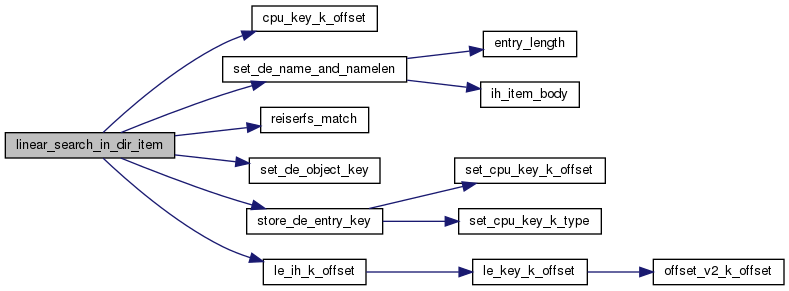 cpu_key_k_offset
entry_length
set_de_name_and_namelen
ih_item_body
reiserfs_match
linear_search_in_dir_item
set_de_object_key
set_cpu_key_k_offset
store_de_entry_key
set_cpu_key_k_type
le_ih_k_offset
le_key_k_offset
offset_v2_k_offset